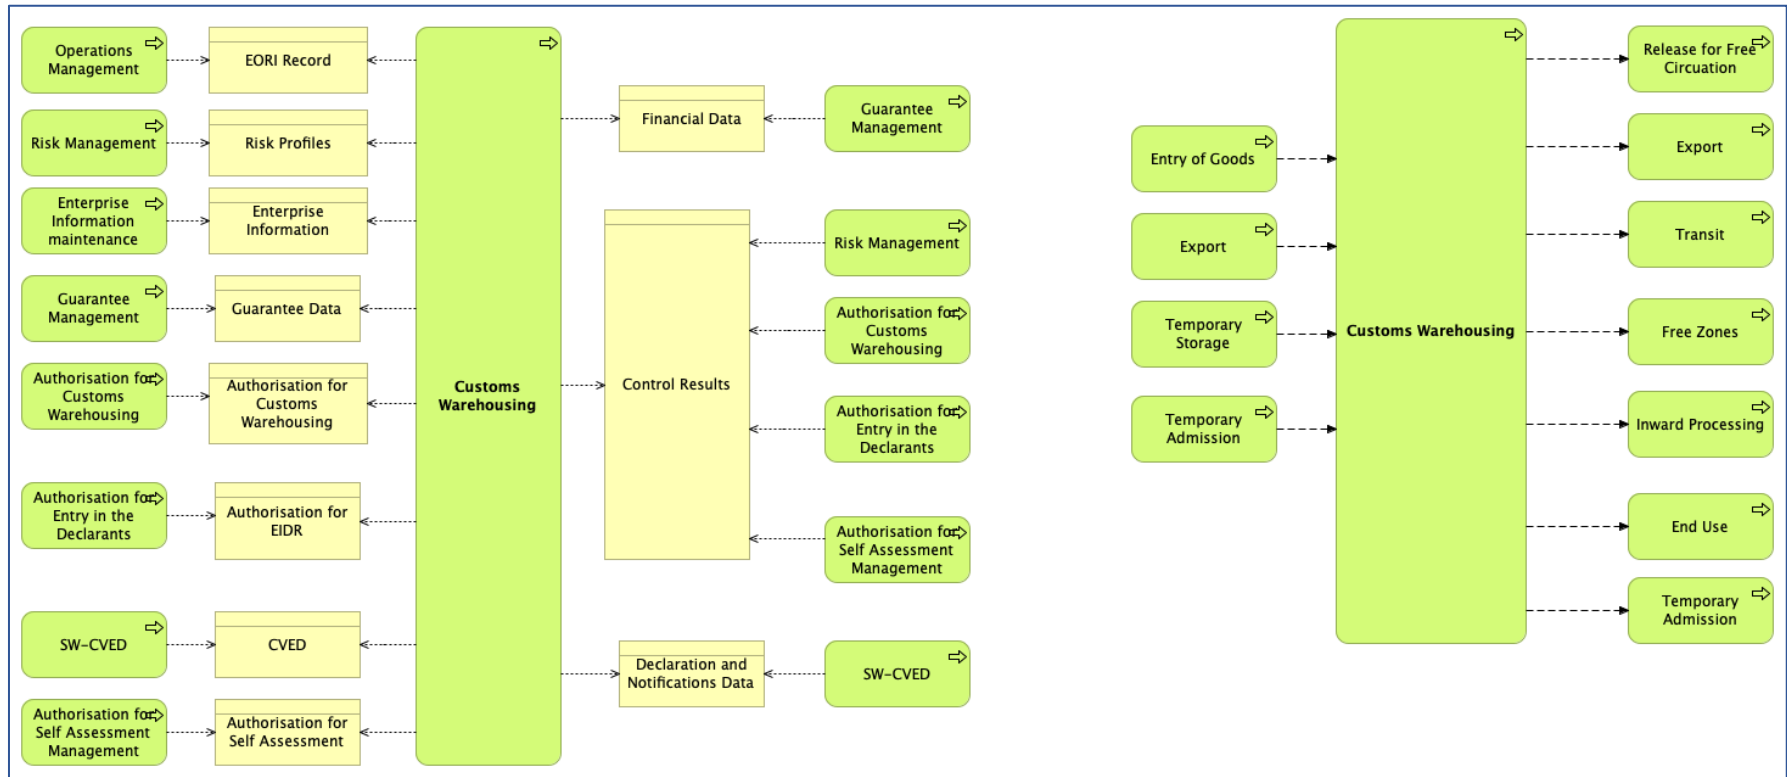 Operations
Management
EORI Record
Risk Management
Risk Profiles
Enterprise
Information
maintenance
Enterprise
Information
Guarantee
Management
Guarantee Data
Authorisation for
Customs
Warehousing
Authorisation for
Customs
Warehousing
Authorisation for
Entry in the
Declarants
Authorisation for
EIDR
SW-CVED
CVED
Authorisation for
Self Assessment
Management
Authorisation for
Self Assessment
Customs
Warehousing
Financial Data
Guarantee
Management
Control Results
Risk Management
Authorisation for
Customs
Warehousing
Authorisation for
Entry in the
Declarants
Authorisation for
Self Assessment
Management
Declaration and
Notifications Data
SW-CVED
Entry of Goods
Export
Temporary
Storage
Temporary
Admission
Customs Warehousing
Release for Free
Circuation
Export
Transit
Free Zones
Inward Processing
End Use
Temporary
Admission